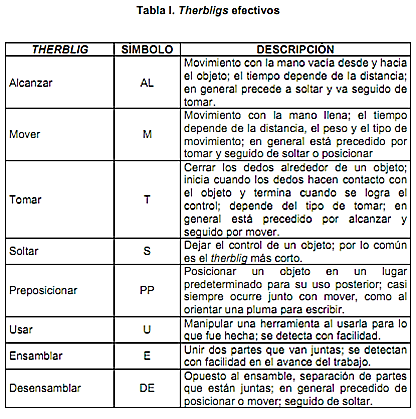 Tabla I. Therbligs efectivos
THERBLIG SÍMBOLO DESCRIPCIÓN
Alcanzar AL Movimiento con la mano vacía desde y hacia
el objeto; el tiempo depende de la distancia;
en general precede a soltar y va seguido de
tomar.
Mover M Movimiento con la mano llena; el tiempo
depende de la distancia, el peso y el tipo de
movimiento; en general está precedido por
tomar y seguido de soltar o posicionar
Tomar T Cerrar los dedos alrededor de un objeto;
inicia cuando los dedos hacen contacto con
el objeto y termina cuando se logra el
control; depende del tipo de tomar; en
general está precedido por alcanzar y
seguido por mover.
Soltar S Dejar el control de un objeto; por lo común
es el therblig más corto.
Preposicionar PP Posicionar un objeto en un lugar
predeterminado para su uso posterior; casi
siempre ocurre junto con mover, como al
orientar una pluma para escribir.
Usar U Manipular una herramienta al usarla para lo
que fue hecha; se detecta con facilidad.
Ensamblar E Unir dos partes que van juntas; se detectan
con facilidad en el avance del trabajo.
Desensamblar DE Opuesto al ensamble, separación de partes
que están juntas; en general precedido de
posicionar o mover; seguido de soltar.